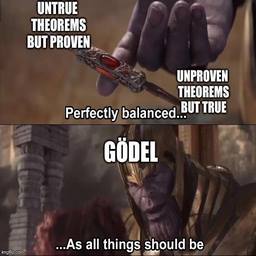 UNTRUE
THEOREMS
BUT PROVEN
UNPROVEN
THEOREMS
BUT TRUE
Perfectly balanced...
GÖDEL
...As all things should be
imgflip.com